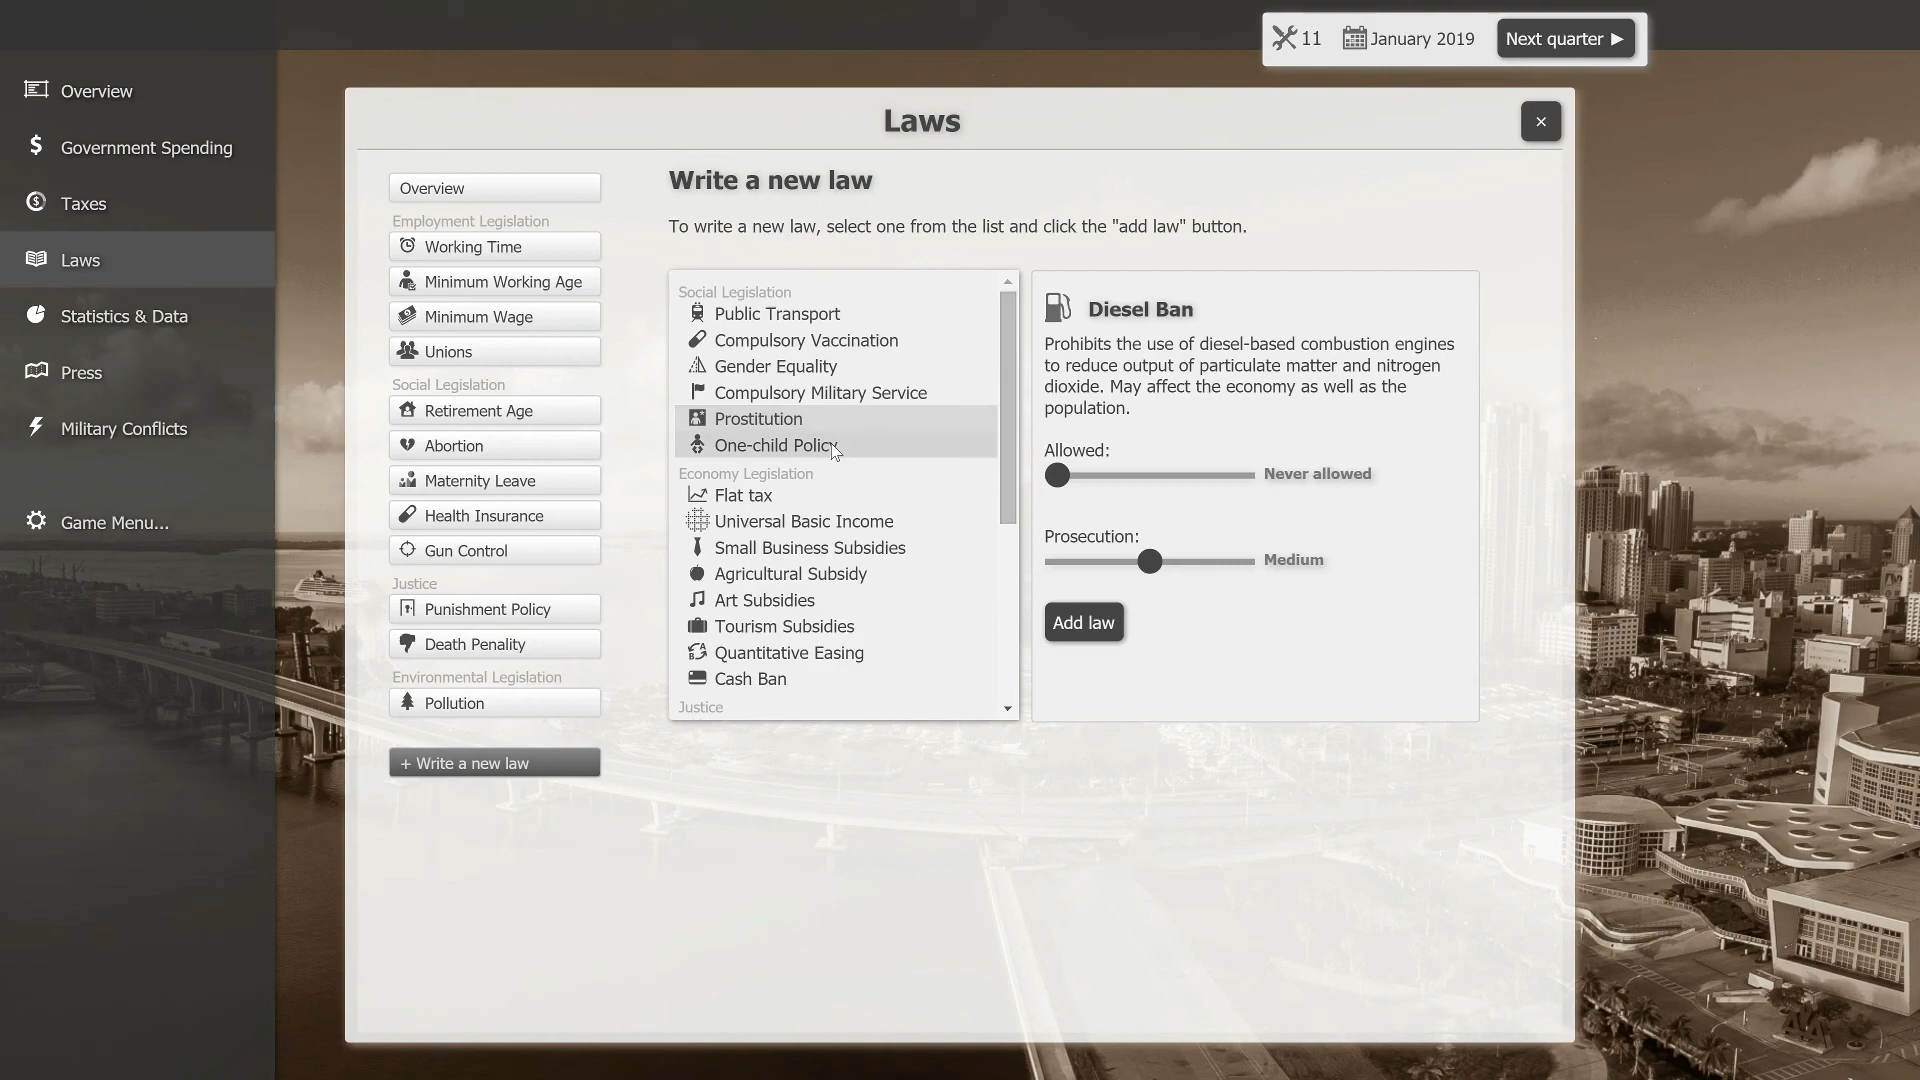 11
January 2019
Next quarter ►
Overview
Government Spending
Taxes
Laws
Statistics & Data
Press
Military Conflicts
Game Menu...
Laws
×
Overview
Employment Legislation
Working Time
Minimum Working Age
Minimum Wage
Unions
Social Legislation
Retirement Age
Abortion
Maternity Leave
Health Insurance
Gun Control
Justice
Punishment Policy
Death Penality
Environmental Legislation
Pollution
+ Write a new law
Write a new law
To write a new law, select one from the list and click the "add law" button.
Social Legislation
Public Transport
Compulsory Vaccination
Gender Equality
Compulsory Military Service
Prostitution
One-child Policy
Economy Legislation
Flat tax
Universal Basic Income
Small Business Subsidies
Agricultural Subsidy
Art Subsidies
Tourism Subsidies
Quantitative Easing
Cash Ban
Justice
Diesel Ban
Prohibits the use of diesel-based combustion engines
to reduce output of particulate matter and nitrogen
dioxide. May affect the economy as well as the
population.
Allowed:
Never allowed
Prosecution:
Medium
Add law